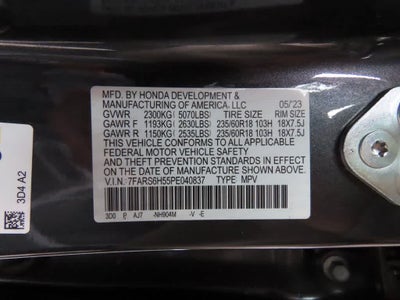 MFD. BY HONDA DEVELOPMENT &
MANUFACTURING OF AMERICA, LLC 05/23
GVWR 2300KG( 5070LBS) TIRE SIZE RIM SIZE
GAWR F 1193KG( 2630LBS) 235/60R18 103H 18X7.5J
GAWR R 1150KG( 2535LBS) 235/60R18 103H 18X7.5J
THIS VEHICLE CONFORMS TO ALL APPLICABLE
FEDERAL MOTOR VEHICLE SAFETY
AND THEFT PREVENTION STANDARDS IN EFFECT
ON THE DATE OF MANUFACTURE SHOWN ABOVE.
V.I.N. 7FARS6H55PE040837 TYPE MPV
3D0 P AJ7 -NH904M -V -E
3D4 A2